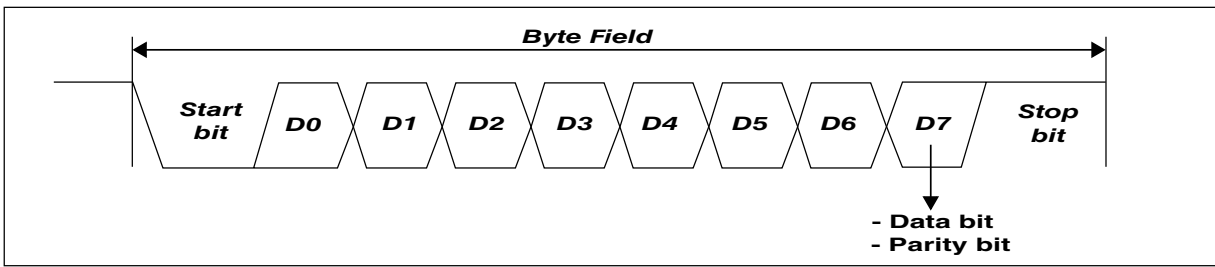 Byte Field
Start
bit
D0
D1
D2
D3
D4
D5
D6
D7
Stop
bit
- Data bit
- Parity bit